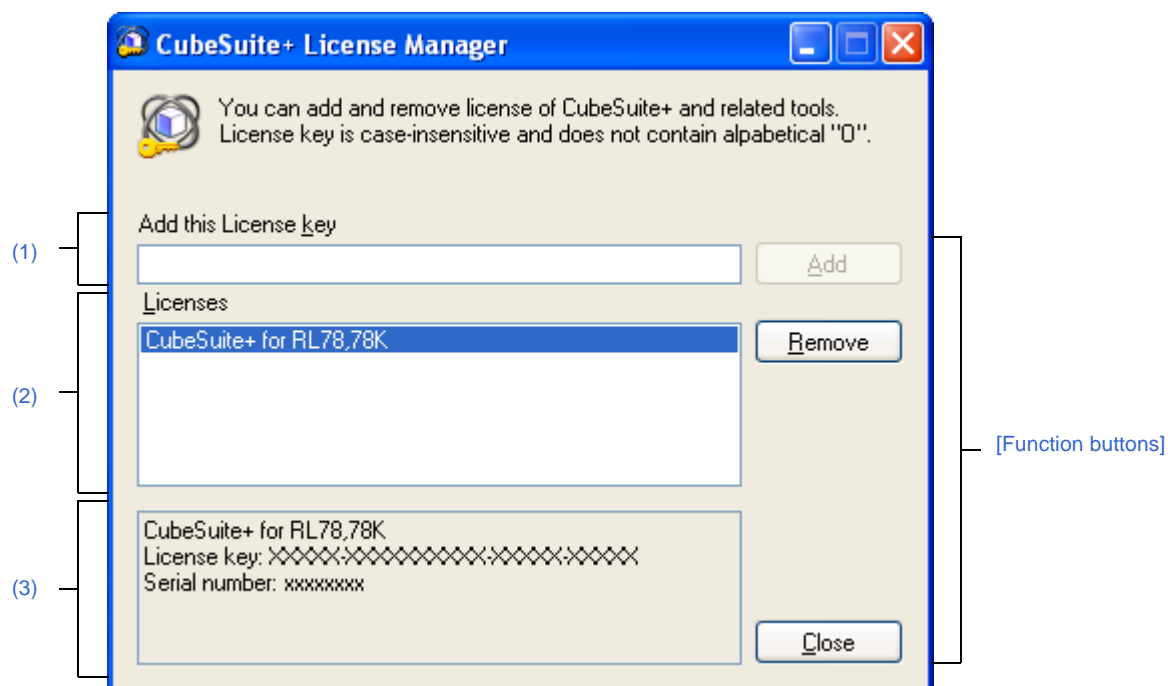 CubeSuite+ License Manager
You can add and remove license of CubeSuite+ and related tools.
License key is case-insensitive and does not contain alpabetical "O".
(1)
Add this License key
Add
(2)
Licenses
CubeSuite+ for RL78,78K
Remove
[Function buttons]
(3)
CubeSuite+ for RL78,78K
License key: XXXXX-XXXXXXXXXXX-XXXXX-XXXXX
Serial number: xxxxxxxx
Close